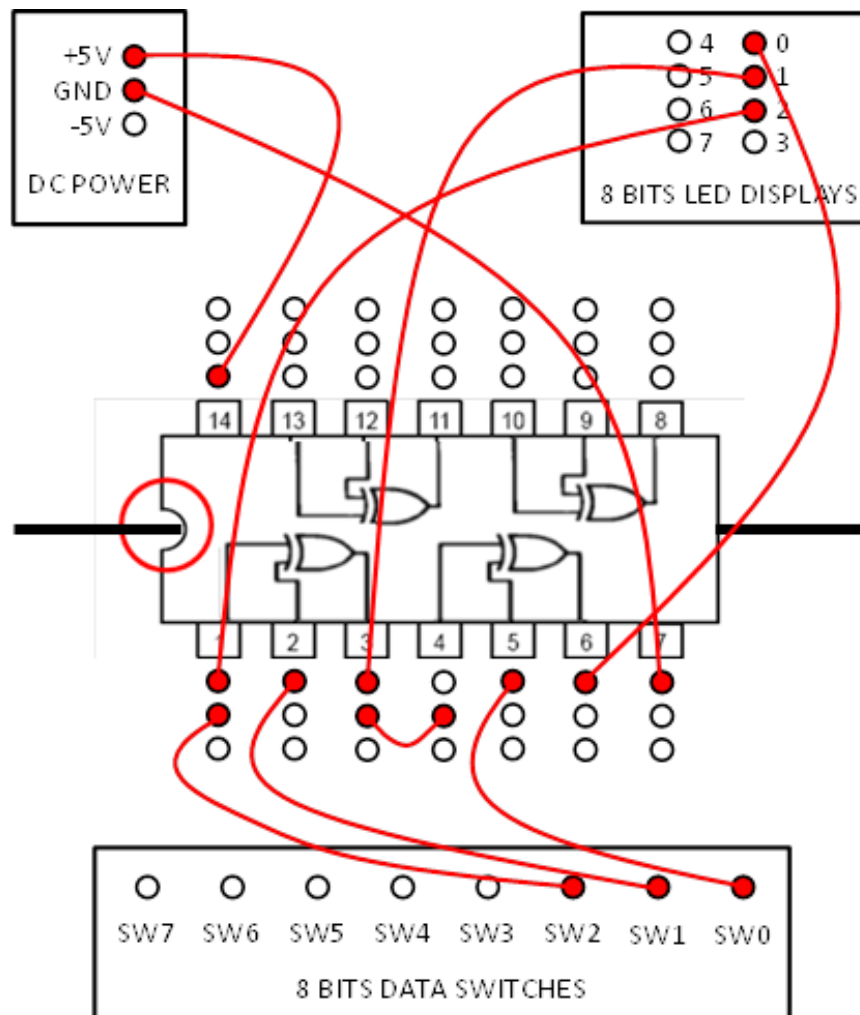 +5V
GND
-5V
DC POWER
4 0
5 1
6 2
7 3
8 BITS LED DISPLAYS
14 13 12 11 10 9 8
1 2 3 4 5 6 7
SW7 SW6 SW5 SW4 SW3 SW2 SW1 SW0
8 BITS DATA SWITCHES